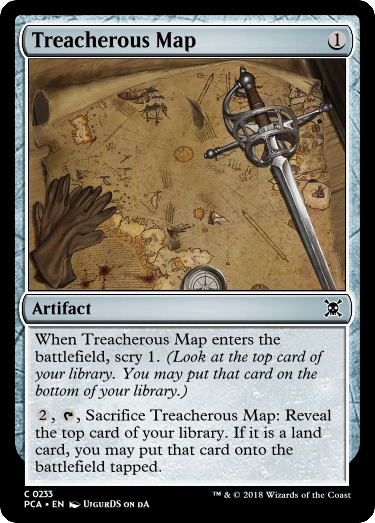 Treacherous Map 1
Artifact
When Treacherous Map enters the
battlefield, scry 1. (Look at the top card of
your library. You may put that card on the
bottom of your library.)
2, , Sacrifice Treacherous Map: Reveal
the top card of your library. If it is a land
card, you may put that card onto the
battlefield tapped.
C 0233
PCA • EN UtgurDS on dA
™ & © 2018 Wizards of the Coast